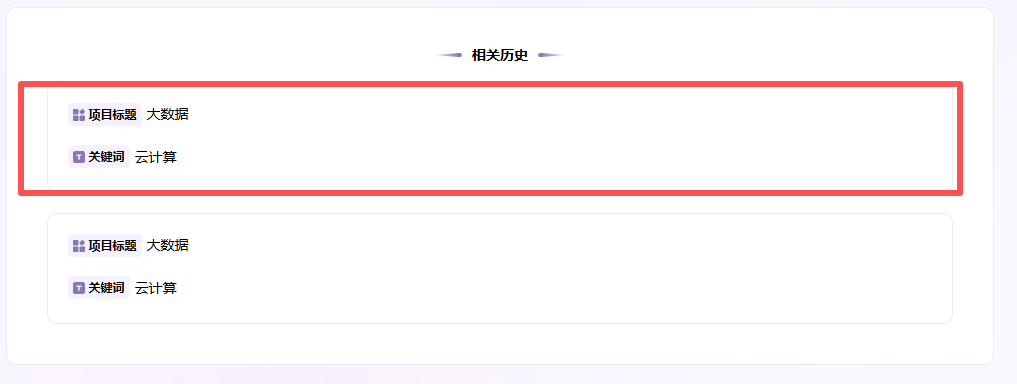 相关历史
项目标题 大数据
关键词 云计算
项目标题 大数据
关键词 云计算